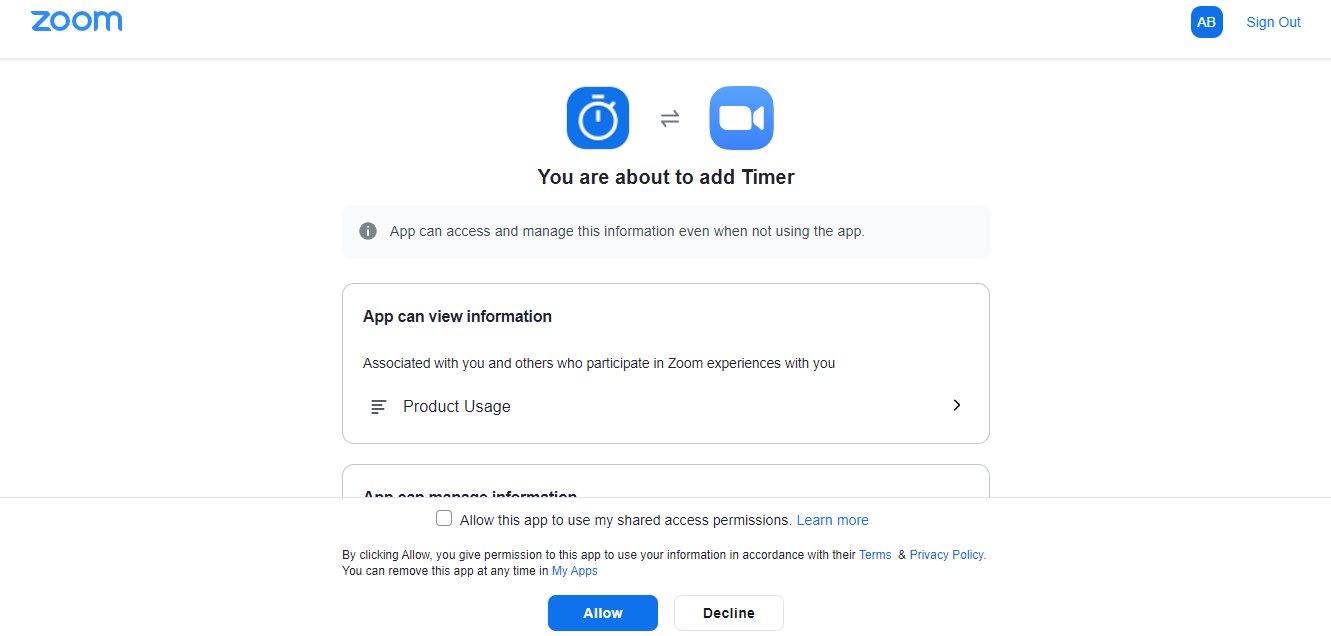 zoom
AB
Sign Out
You are about to add Timer
App can access and manage this information even when not using the app.
App can view information
Associated with you and others who participate in Zoom experiences with you
Product Usage
App can manage information
Allow this app to use my shared access permissions. Learn more
By clicking Allow, you give permission to this app to use your information in accordance with their Terms & Privacy Policy.
You can remove this app at any time in My Apps
Allow
Decline